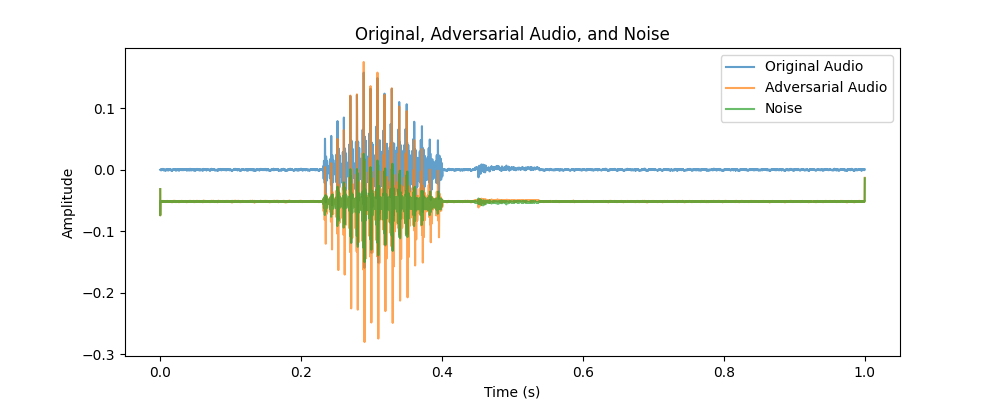 Original, Adversarial Audio, and Noise
Original Audio
Adversarial Audio
Noise
Amplitude
0.1
0.0
−0.1
−0.2
−0.3
0.0 0.2 0.4 0.6 0.8 1.0
Time (s)